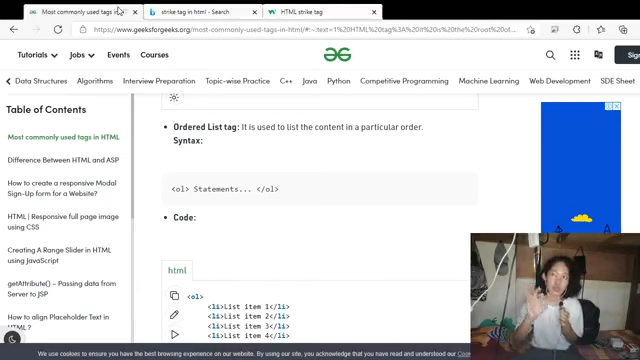 Most commonly used tags in
strike tag in html - Search
HTML strike tag
https://www.geeksforgeeks.org/most-commonly-used-tags-in-html/#:~:text=1%20HTML%20tag%3A%20It%20is%20the%20root%20of...
Tutorials Jobs Events Courses Sign
Data Structures Algorithms Interview Preparation Topic-wise Practice C++ Java Python Competitive Programming Machine Learning Web Development SDE Sheet
Table of Contents
Most commonly used tags in HTML
Difference Between HTML and ASP
How to create a responsive Modal
Sign-Up form for a Website?
HTML | Responsive full page image
using CSS
Creating A Range Slider in HTML
using JavaScript
getAttribute() – Passing data from
Server to JSP
How to align Placeholder Text in
HTML ?
Ordered List tag: It is used to list the content in a particular order.
Syntax:
<ol> Statements... </ol>
Code:
html
<ol>
<li>List item 1</li>
<li>List item 2</li>
<li>List item 3</li>
<li>List item 4</li>
We use cookies to ensure you have the best browsing experience on our website. By using our site, you acknowledge that you have read and understood our Cookie